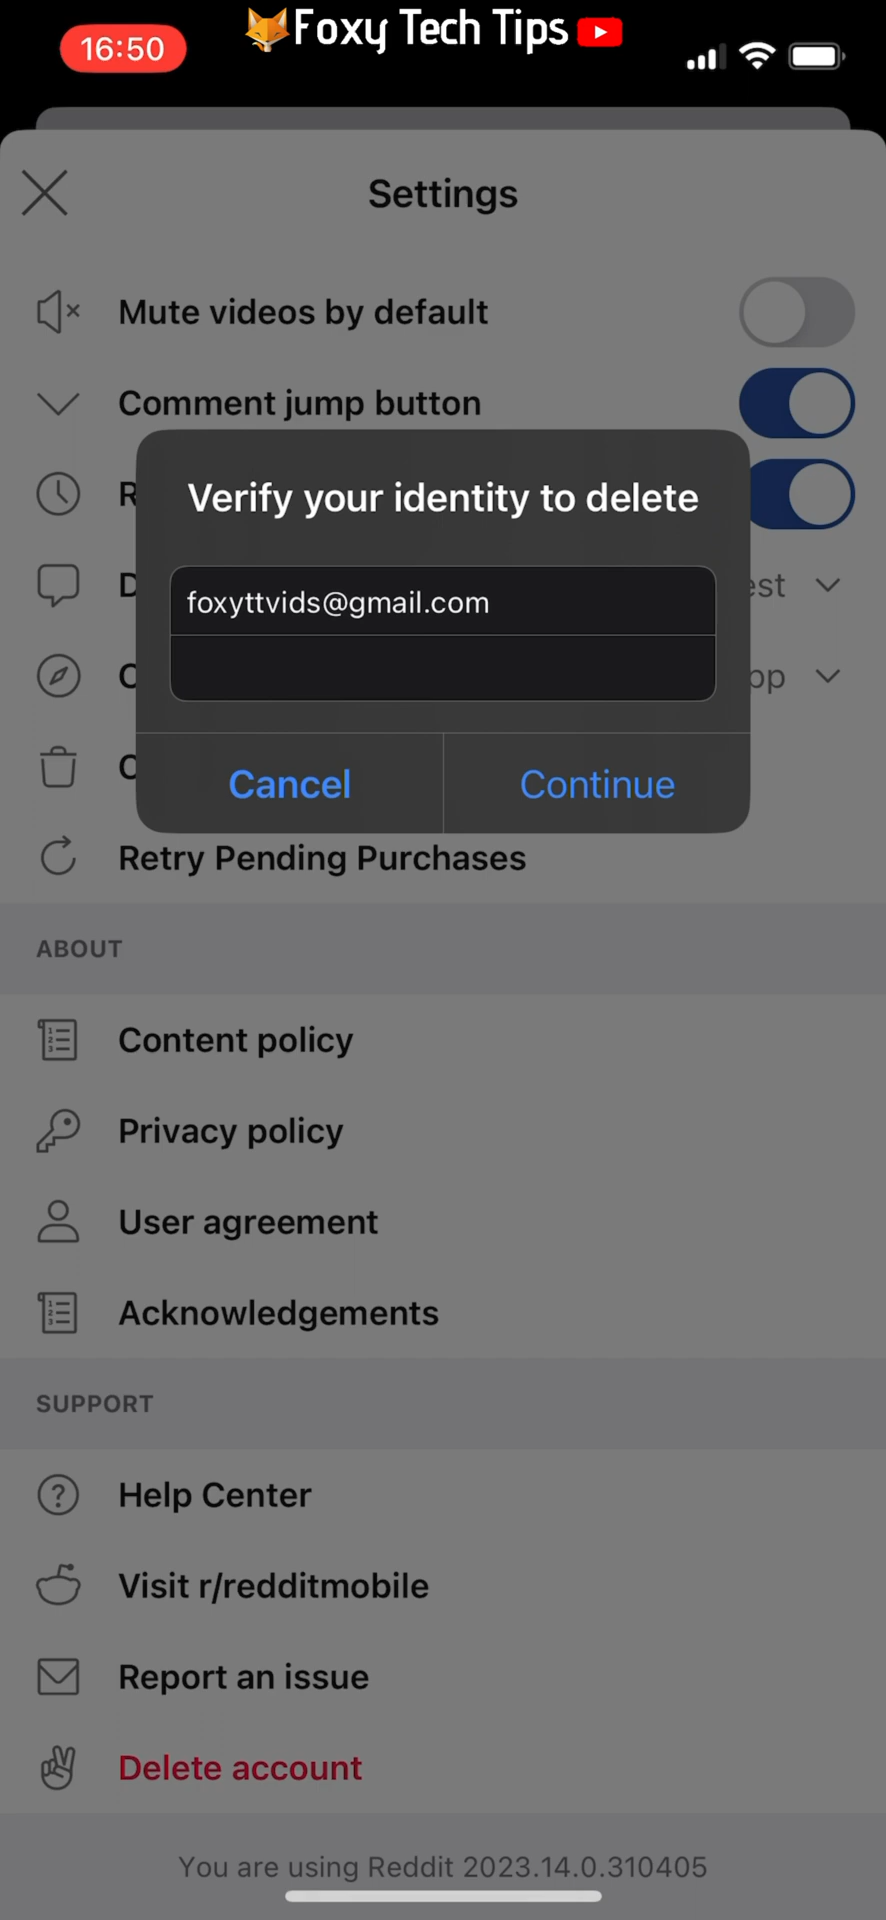 16:50
Foxy Tech Tips
Settings
Mute videos by default
Comment jump button
R
Verify your identity to delete
foxyttvids@gmail.com
D
est
O
pp
C
Cancel
Continue
Retry Pending Purchases
ABOUT
Content policy
Privacy policy
User agreement
Acknowledgements
SUPPORT
Help Center
Visit r/redditmobile
Report an issue
Delete account
You are using Reddit 2023.14.0.310405